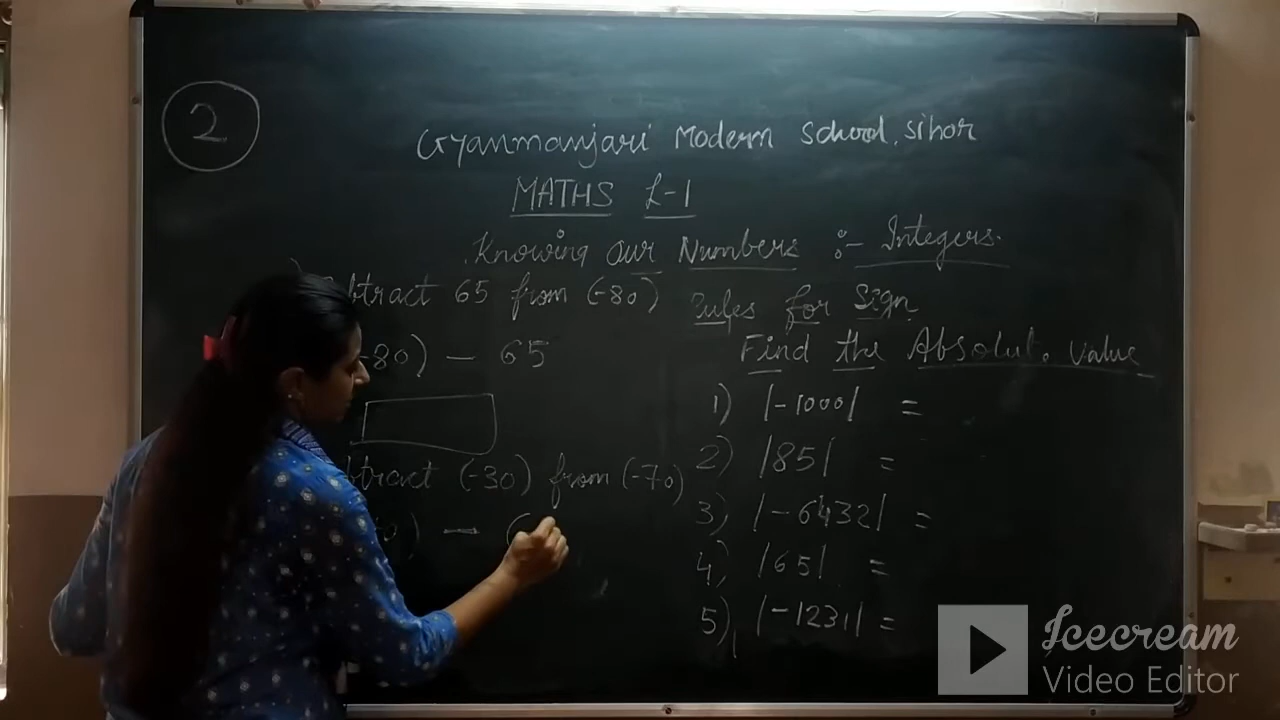 2
Gyanmanjari Modern School, Sihor
MATHS L-1
Knowing our Numbers :- Integers.
btract 65 from (-80)
80) - 65
btract (-30) from (-70)
) - (
Rules for Sign
Find the Absolute value
1) |-1000| =
2) |85| =
3) |-6432| =
4) |65| =
5) |-1231| =
Icecream
Video Editor